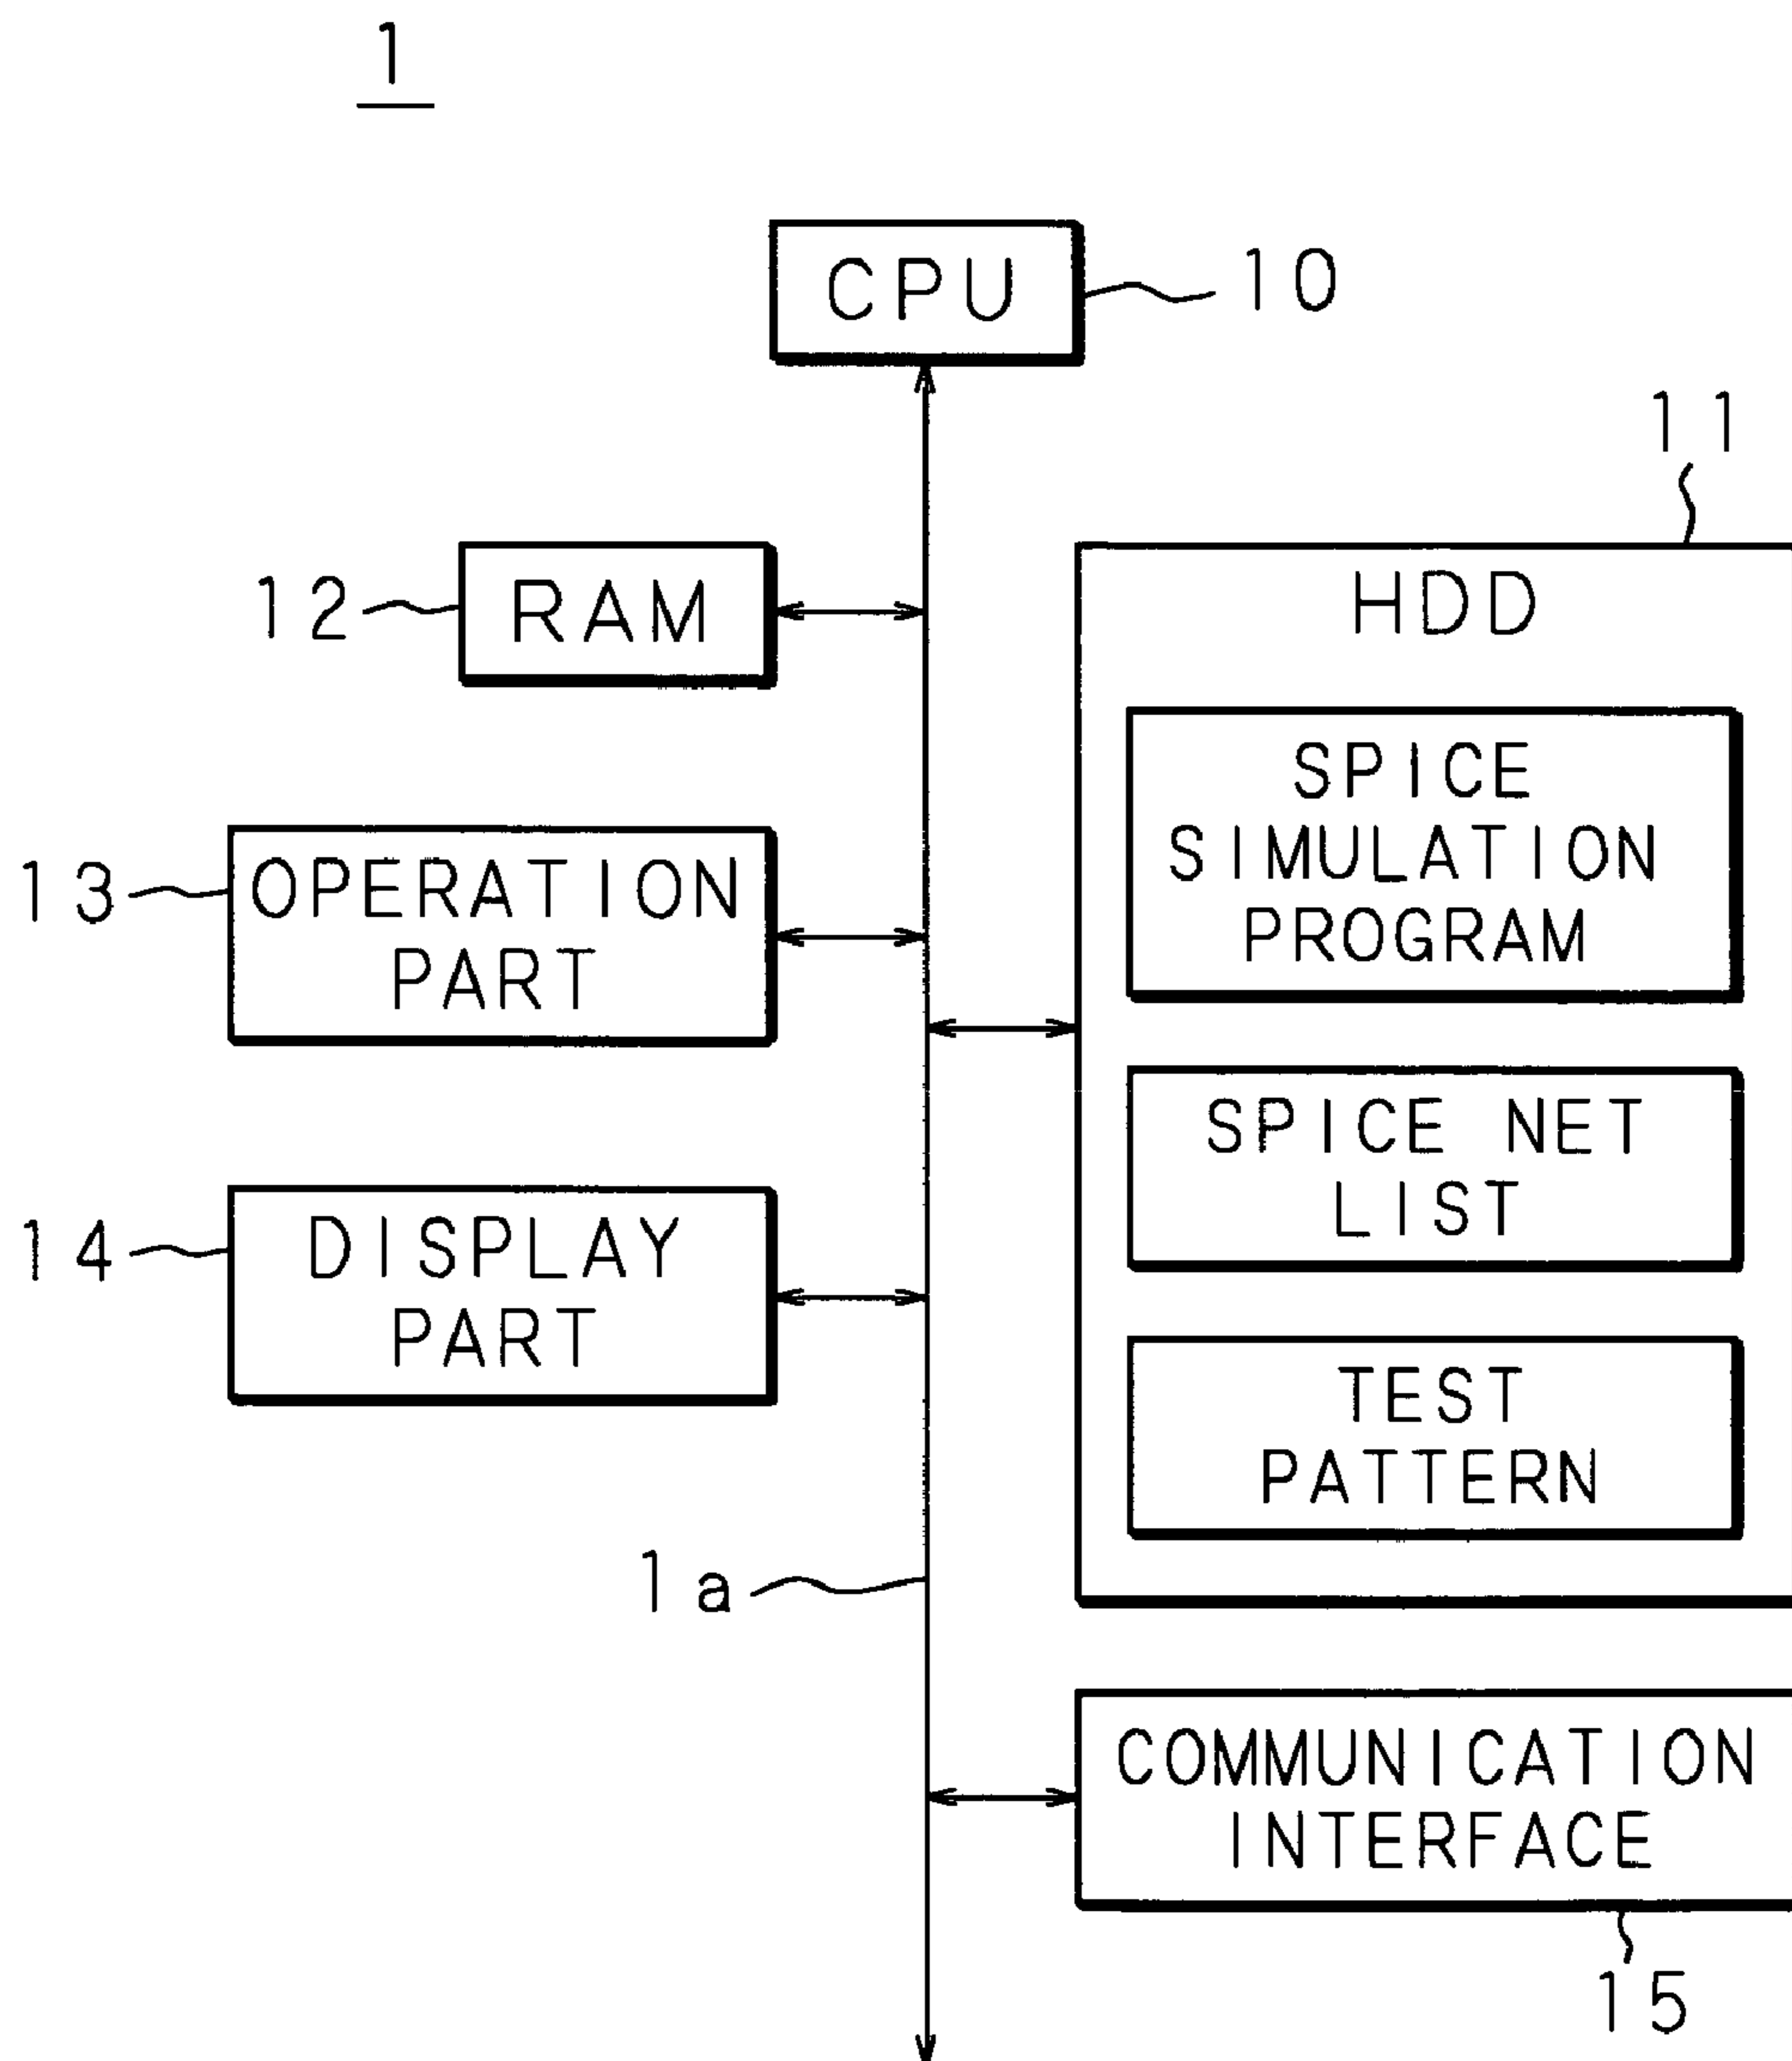 1
CPU
10
11
12
RAM
HDD
SPICE
SIMULATION
PROGRAM
13
OPERATION
PART
SPICE NET
LIST
14
DISPLAY
PART
TEST
PATTERN
1a
COMMUNICATION
INTERFACE
15